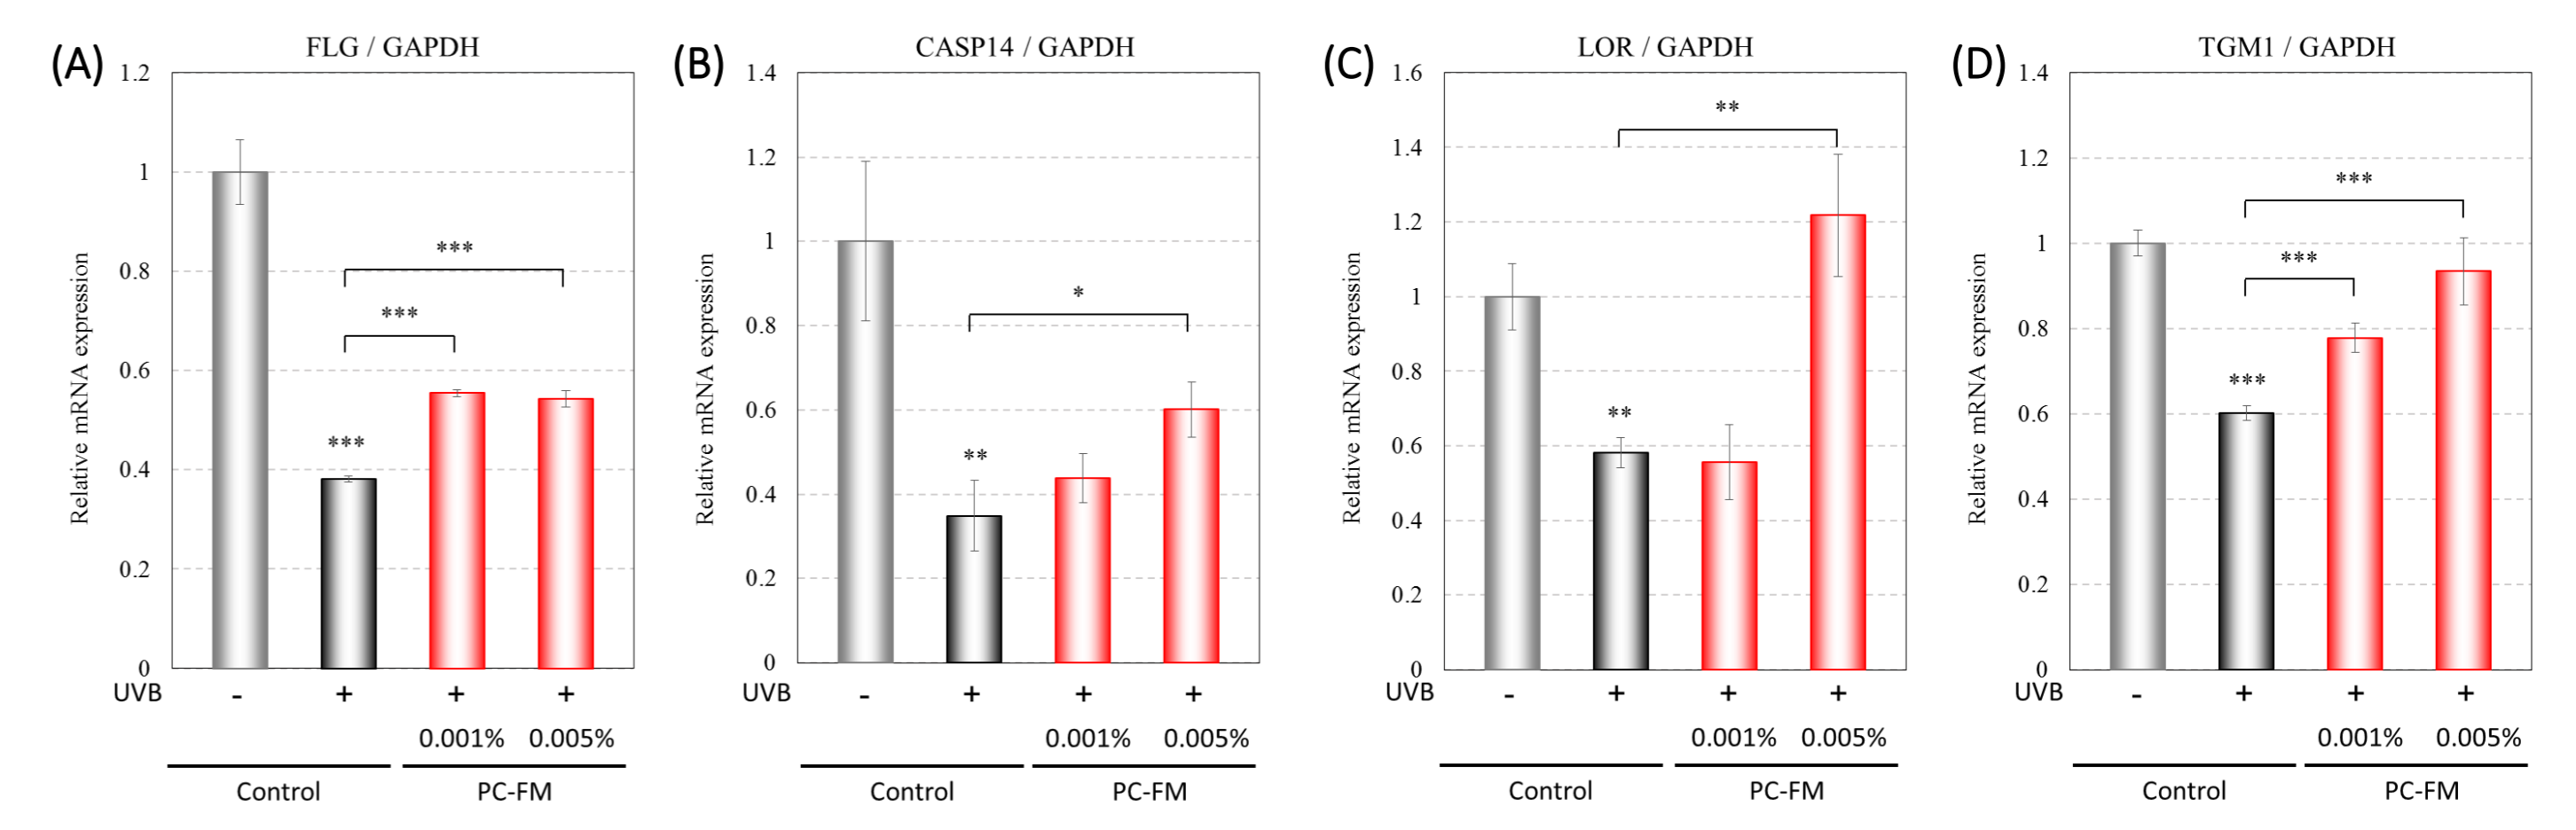 (A) FLG / GAPDH
Relative mRNA expression
1.2
1
0.8
0.6
0.4
0.2
0
***
***
***
UVB - + + +
0.001% 0.005%
Control PC-FM
(B) CASP14 / GAPDH
Relative mRNA expression
1.4
1.2
1
0.8
0.6
0.4
0.2
0
*
**
UVB - + + +
0.001% 0.005%
Control PC-FM
(C) LOR / GAPDH
Relative mRNA expression
1.6
1.4
1.2
1
0.8
0.6
0.4
0.2
0
**
**
UVB - + + +
0.001% 0.005%
Control PC-FM
(D) TGM1 / GAPDH
Relative mRNA expression
1.4
1.2
1
0.8
0.6
0.4
0.2
0
***
***
***
UVB - + + +
0.001% 0.005%
Control PC-FM